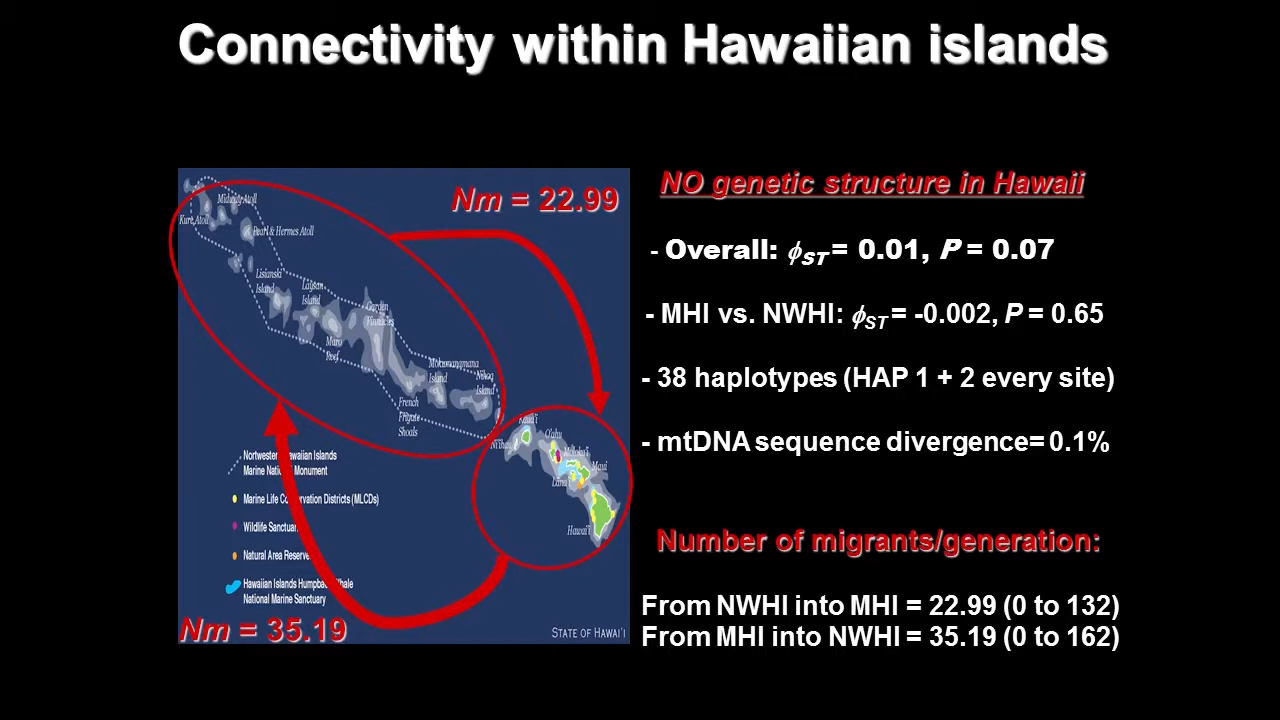 Connectivity within Hawaiian islands
Nm = 22.99
Midway Atoll
Kure Atoll
Pearl & Hermes Atoll
Lisianski
Island
Laysan
Island
Garden
Pinnacles
Maro
Reef
Mokumanamana
Island
Nihoa
Island
French
Frigate
Shoals
Kaua'i
Ni'ihau
O'ahu
Moloka'i
Maui
Lana'i
Hawai'i
Nortwestern Hawaiian Islands
Marine National Monument
Marine Life Conservation Districts (MLCDs)
Wildlife Sanctuary
Natural Area Reserve
Hawaiian Islands Humpback Whale
National Marine Sanctuary
Nm = 35.19
STATE OF HAWAI'I
NO genetic structure in Hawaii
- Overall: ϕST = 0.01, P = 0.07
- MHI vs. NWHI: ϕST = -0.002, P = 0.65
- 38 haplotypes (HAP 1 + 2 every site)
- mtDNA sequence divergence= 0.1%
Number of migrants/generation:
From NWHI into MHI = 22.99 (0 to 132)
From MHI into NWHI = 35.19 (0 to 162)